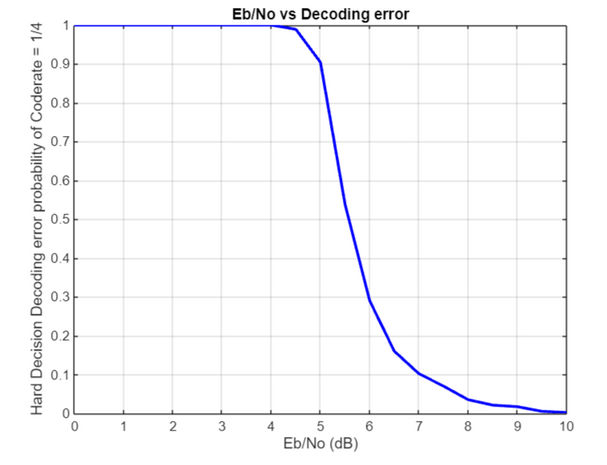 Eb/No vs Decoding error
Hard Decision Decoding error probability of Coderate = 1/4
1
0.9
0.8
0.7
0.6
0.5
0.4
0.3
0.2
0.1
0
0 1 2 3 4 5 6 7 8 9 10
Eb/No (dB)